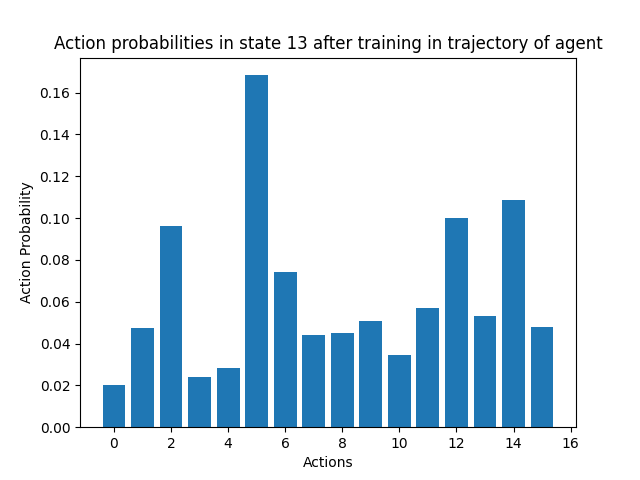 Action probabilities in state 13 after training in trajectory of agent
0.16
0.14
0.12
0.10
0.08
0.06
0.04
0.02
0.00
Action Probability
0 2 4 6 8 10 12 14 16
Actions